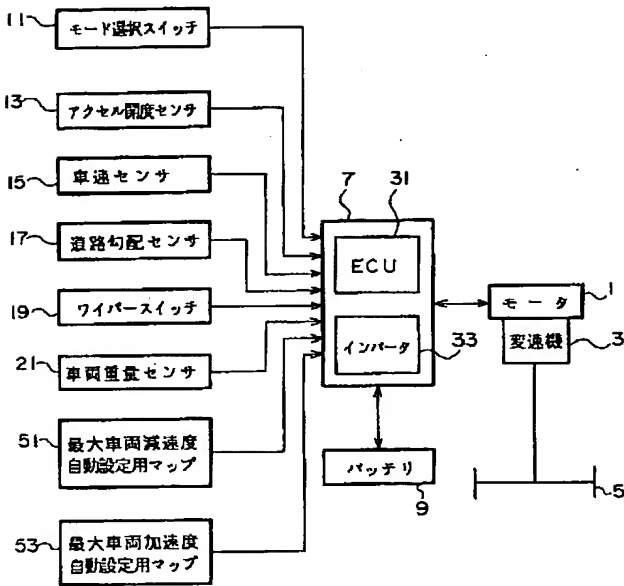 11
モード選択スイッチ
13
アクセル開度センサ
15
車速センサ
17
道路勾配センサ
19
ワイパースイッチ
21
車両重量センサ
51
最大車両減速度
自動設定用マップ
53
最大車両加速度
自動設定用マップ
7
31
ECU
インバータ
33
バッテリ
9
モータ
1
変速機
3
5